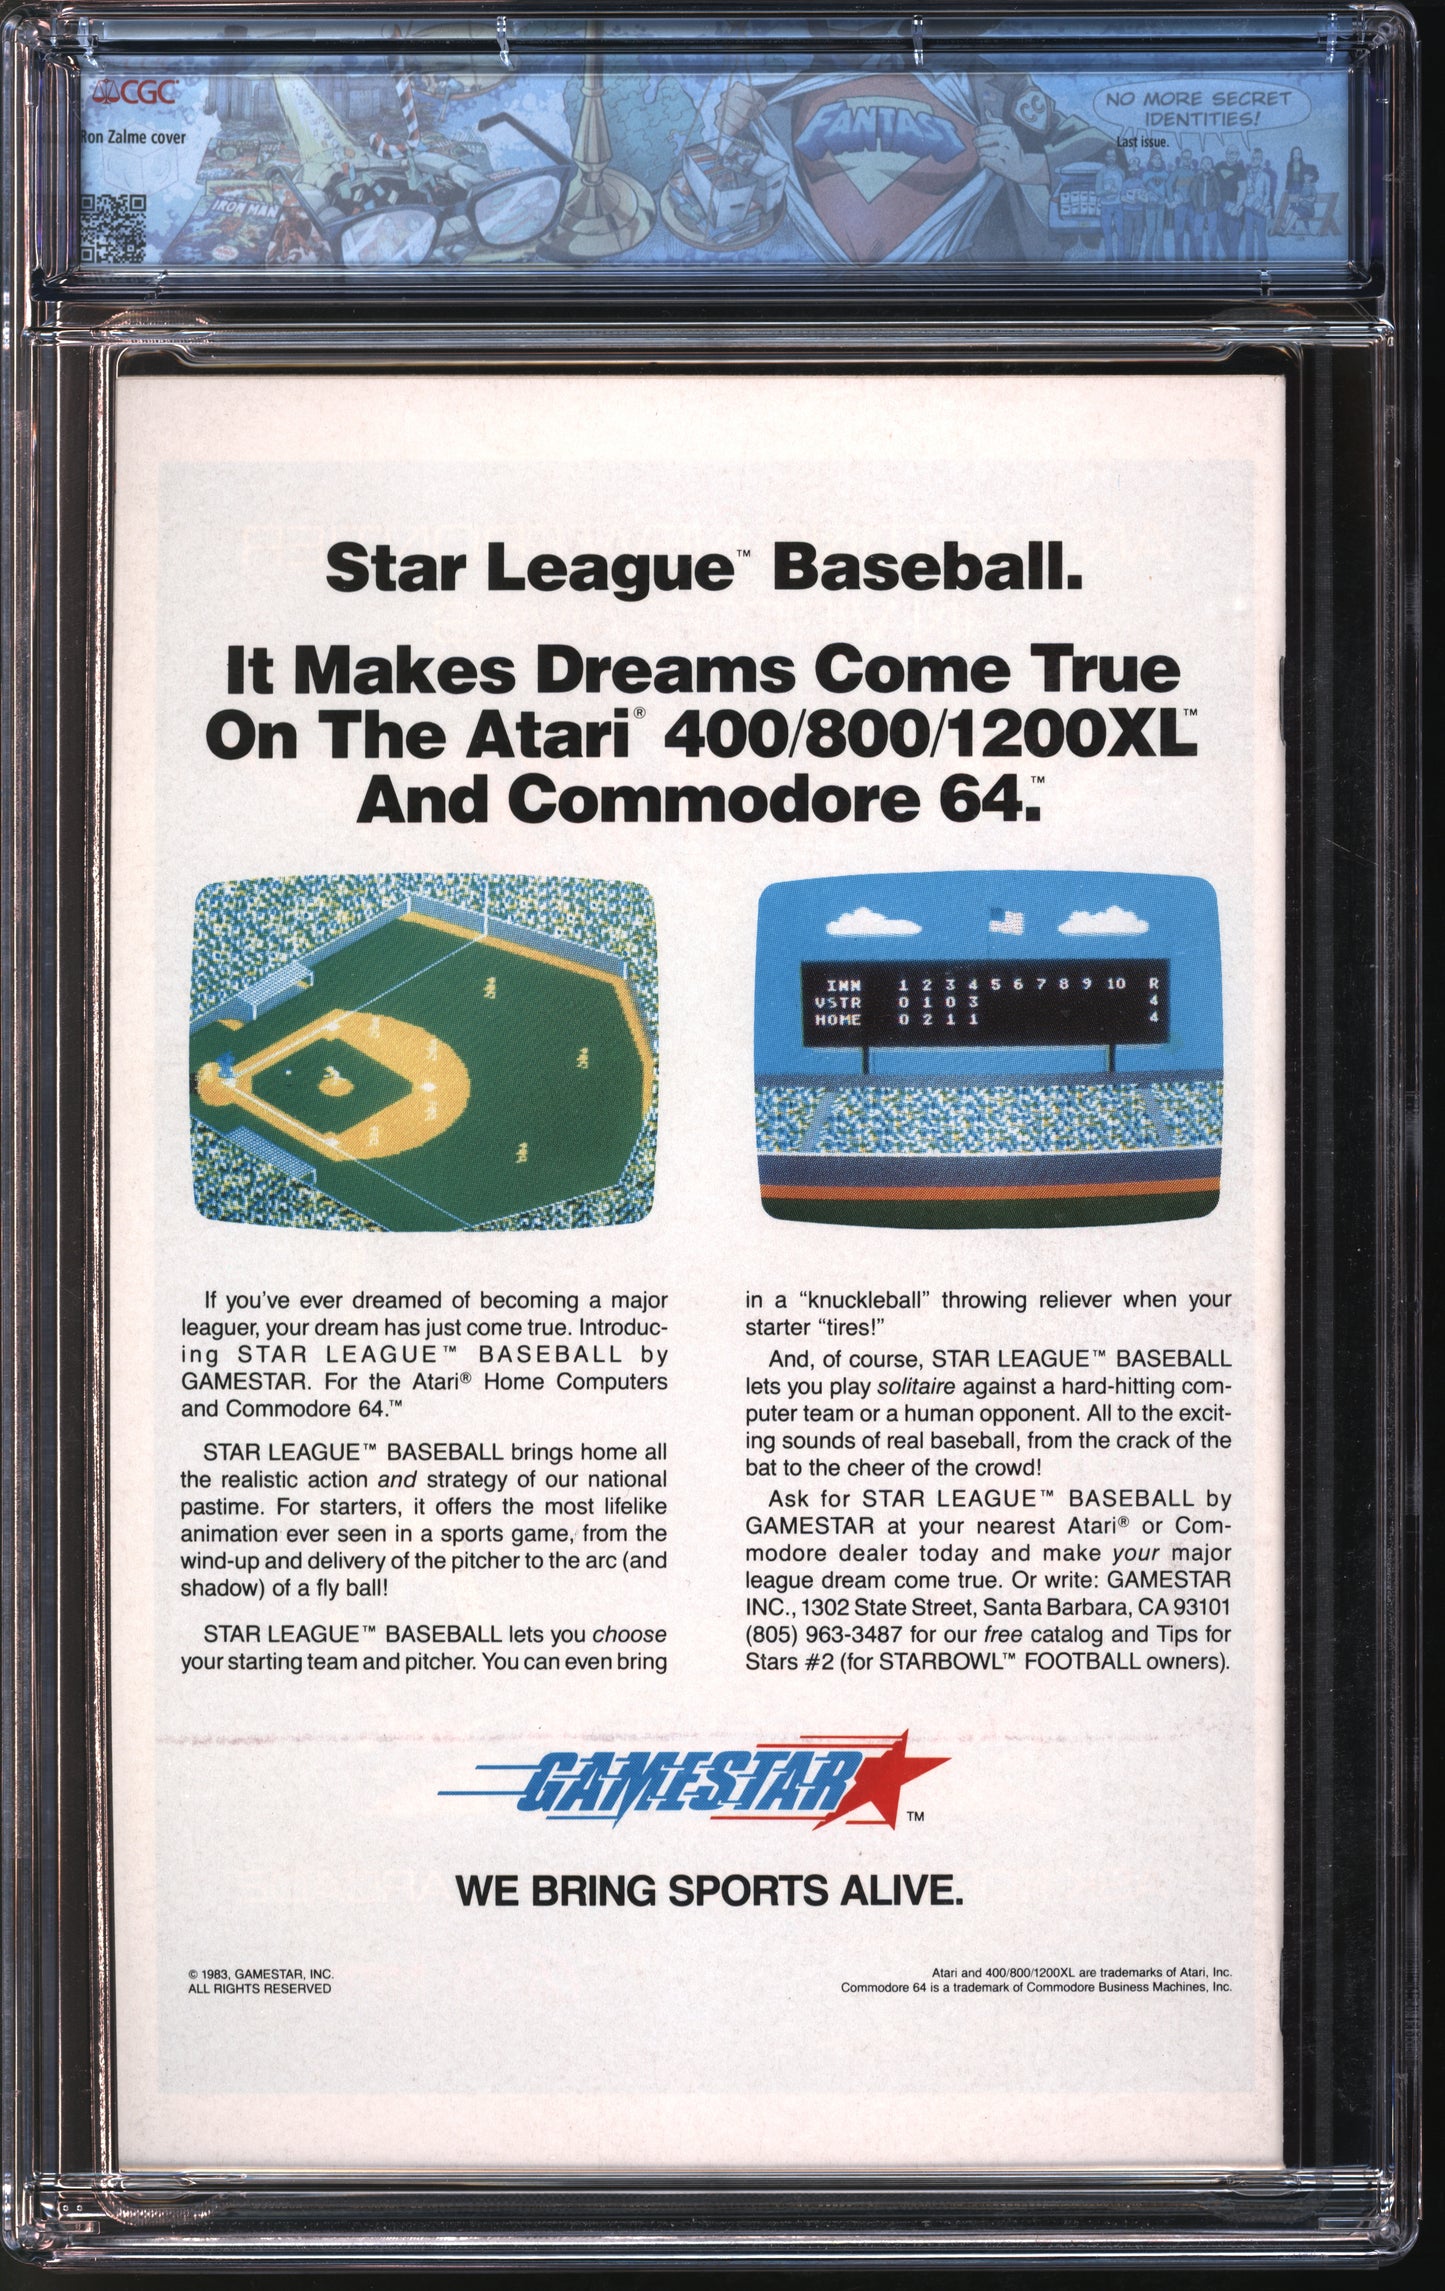 CGC
Ron Zalme cover
IRON MAN
FANTAST
NO MORE SECRET
IDENTITIES!
Last issue.
Star League™ Baseball.
It Makes Dreams Come True
On The Atari® 400/800/1200XL™
And Commodore 64.™
INN 1 2 3 4 5 6 7 8 9 10 R
VSTR 0 1 0 3 4
HOME 0 2 1 1 4
If you've ever dreamed of becoming a major
leaguer, your dream has just come true. Introduc-
ing STAR LEAGUE™ BASEBALL by
GAMESTAR. For the Atari® Home Computers
and Commodore 64.™
STAR LEAGUE™ BASEBALL brings home all
the realistic action and strategy of our national
pastime. For starters, it offers the most lifelike
animation ever seen in a sports game, from the
wind-up and delivery of the pitcher to the arc (and
shadow) of a fly ball!
STAR LEAGUE™ BASEBALL lets you choose
your starting team and pitcher. You can even bring
in a “knuckleball” throwing reliever when your
starter “tires!”
And, of course, STAR LEAGUE™ BASEBALL
lets you play solitaire against a hard-hitting com-
puter team or a human opponent. All to the excit-
ing sounds of real baseball, from the crack of the
bat to the cheer of the crowd!
Ask for STAR LEAGUE™ BASEBALL by
GAMESTAR at your nearest Atari® or Com-
modore dealer today and make your major
league dream come true. Or write: GAMESTAR
INC., 1302 State Street, Santa Barbara, CA 93101
(805) 963-3487 for our free catalog and Tips for
Stars #2 (for STARBOWL™ FOOTBALL owners).
GAMESTAR™
WE BRING SPORTS ALIVE.
© 1983, GAMESTAR, INC.
ALL RIGHTS RESERVED
Atari and 400/800/1200XL are trademarks of Atari, Inc.
Commodore 64 is a trademark of Commodore Business Machines, Inc.